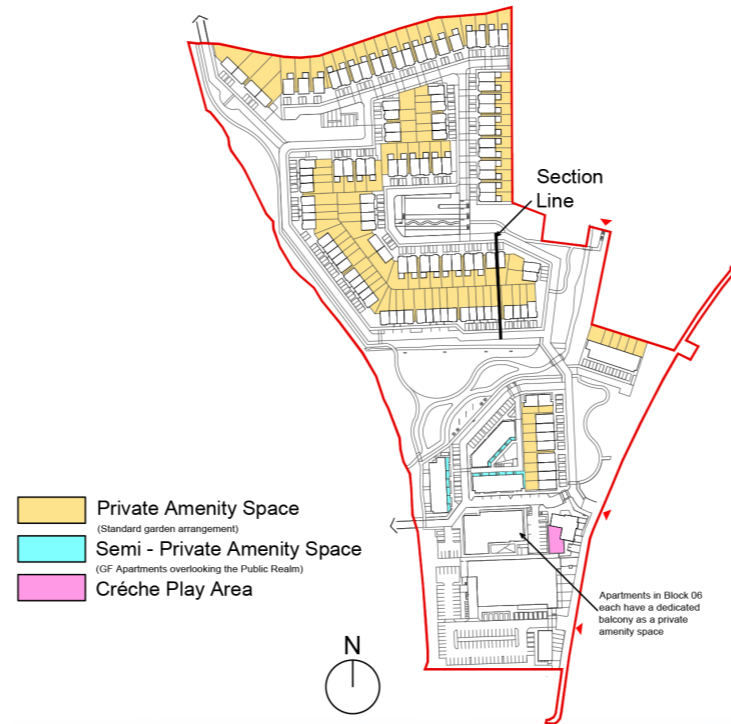 Section
Line
Private Amenity Space
(Standard garden arrangement)
Semi - Private Amenity Space
(GF Apartments overlooking the Public Realm)
Créche Play Area
Apartments in Block 06
each have a dedicated
balcony as a private
amenity space
N